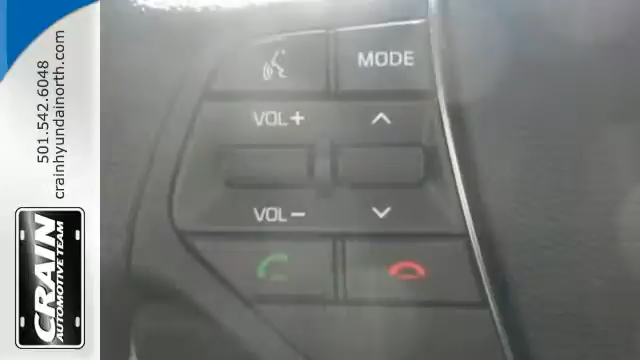 501.542.6048
crainhyundainorth.com
CRAIN
AUTOMOTIVE TEAM
MODE
VOL+
VOL-